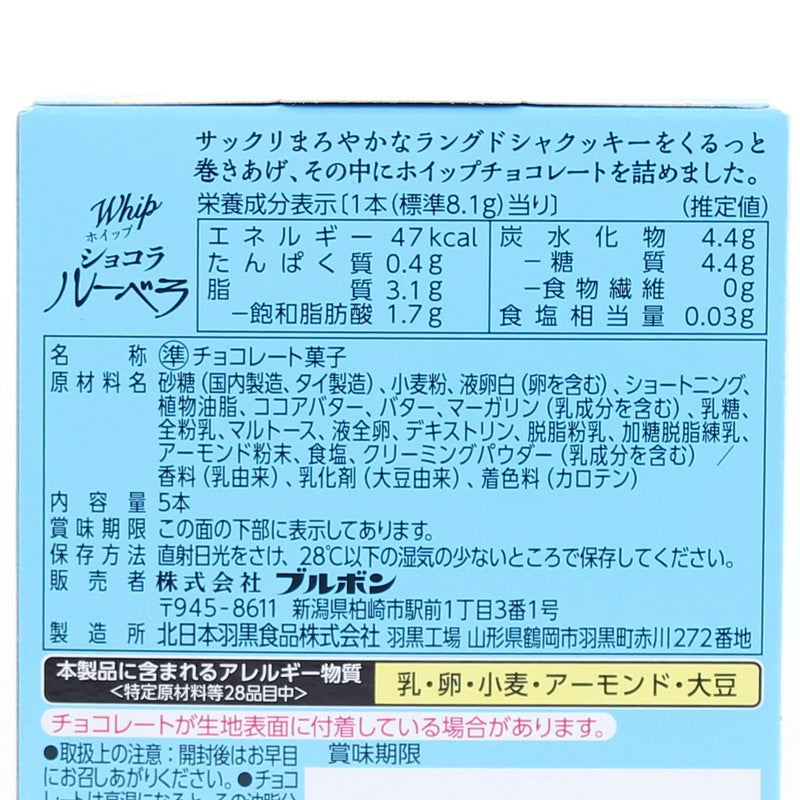 サックリまろやかなラングドシャクッキーをくるっと
巻きあげ、その中にホイップチョコレートを詰めました。
Whip
ホイップ
ショコラ
ルーベラ
栄養成分表示〔1本(標準8.1g)当り〕 (推定値)
エネルギー 47kcal
たんぱく質 0.4g
脂質 3.1g
−飽和脂肪酸 1.7g
炭水化物 4.4g
−糖質 4.4g
−食物繊維 0g
食塩相当量 0.03g
名称 ㊣チョコレート菓子
原材料名 砂糖(国内製造、タイ製造)、小麦粉、液卵白(卵を含む)、ショートニング、
植物油脂、ココアバター、バター、マーガリン(乳成分を含む)、乳糖、
全粉乳、マルトース、液全卵、デキストリン、脱脂粉乳、加糖脱脂練乳、
アーモンド粉末、食塩、クリーミングパウダー(乳成分を含む) /
香料(乳由来)、乳化剤(大豆由来)、着色料(カロテン)
内容量 5本
賞味期限 この面の下部に表示してあります。
保存方法 直射日光をさけ、28℃以下の湿気の少ないところで保存してください。
販売者 株式会社 ブルボン
〒945-8611 新潟県柏崎市駅前1丁目3番1号
製造所 北日本羽黒食品株式会社 羽黒工場 山形県鶴岡市羽黒町赤川272番地
本製品に含まれるアレルギー物質
<特定原材料等28品目中>
乳・卵・小麦・アーモンド・大豆
チョコレートが生地表面に付着している場合があります。
●取扱上の注意:開封後はお早目
にお召しあがりください。●チョコ
レートは高温になると、その油脂分
賞味期限